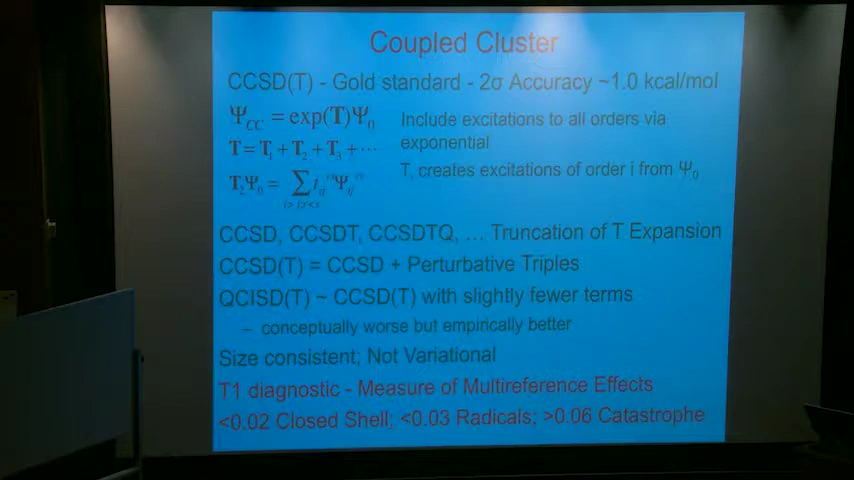 Coupled Cluster
CCSD(T) - Gold standard - 2σ Accuracy ~1.0 kcal/mol
Ψ_CC = exp(T)Ψ_0
Include excitations to all orders via
exponential
T = T_1 + T_2 + T_3 + ⋯
T_i creates excitations of order i from Ψ_0
T_2Ψ_0 = ∑ t_ij Ψ_ij
CCSD, CCSDT, CCSDTQ, … Truncation of T Expansion
CCSD(T) = CCSD + Perturbative Triples
QCISD(T) ~ CCSD(T) with slightly fewer terms
– conceptually worse but empirically better
Size consistent; Not Variational
T1 diagnostic - Measure of Multireference Effects
<0.02 Closed Shell; <0.03 Radicals; >0.06 Catastrophe